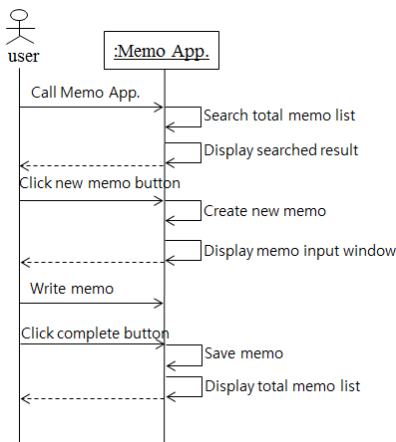 user
:Memo App.
Call Memo App.
Search total memo list
Display searched result
Click new memo button
Create new memo
Display memo input window
Write memo
Click complete button
Save memo
Display total memo list